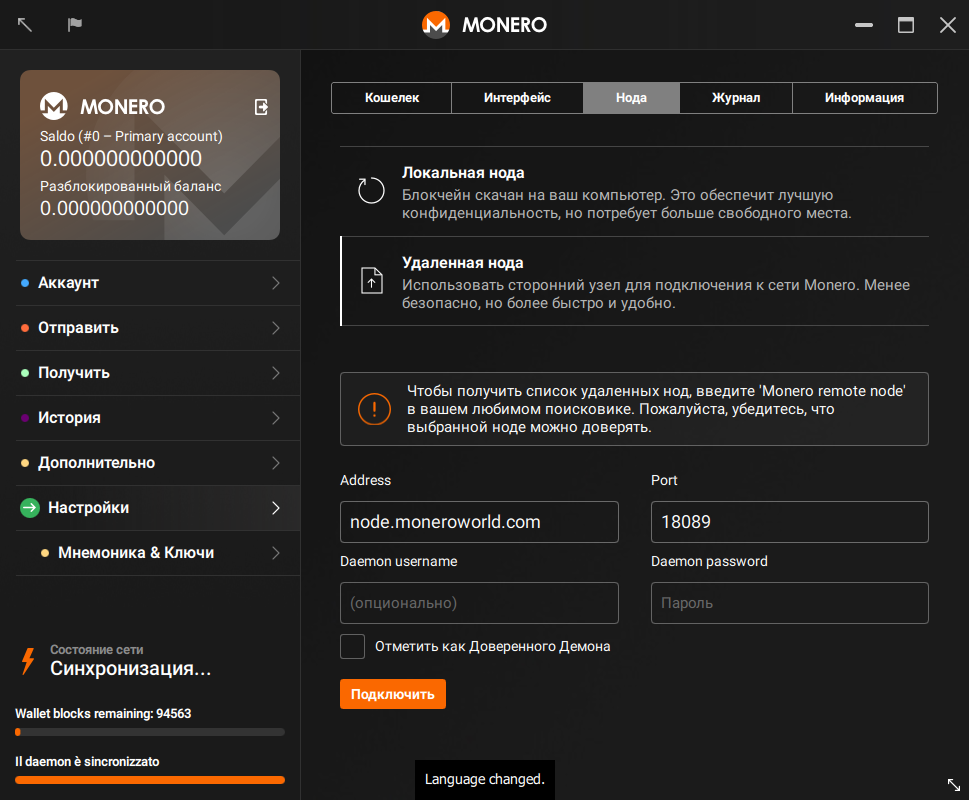 MONERO
MONERO
Saldo (#0 – Primary account)
0.000000000000
Разблокированный баланс
0.000000000000
Аккаунт
Отправить
Получить
История
Дополнительно
Настройки
Мнемоника & Ключи
Состояние сети
Синхронизация...
Wallet blocks remaining: 94563
Il daemon è sincronizzato
Кошелек
Интерфейс
Нода
Журнал
Информация
Локальная нода
Блокчейн скачан на ваш компьютер. Это обеспечит лучшую
конфиденциальность, но потребует больше свободного места.
Удаленная нода
Использовать сторонний узел для подключения к сети Monero. Менее
безопасно, но более быстро и удобно.
Чтобы получить список удаленных нод, введите 'Monero remote node'
в вашем любимом поисковике. Пожалуйста, убедитесь, что
выбранной ноде можно доверять.
Address
Port
node.moneroworld.com
18089
Daemon username
Daemon password
(опционально)
Пароль
Отметить как Доверенного Демона
Подключить
Language changed.